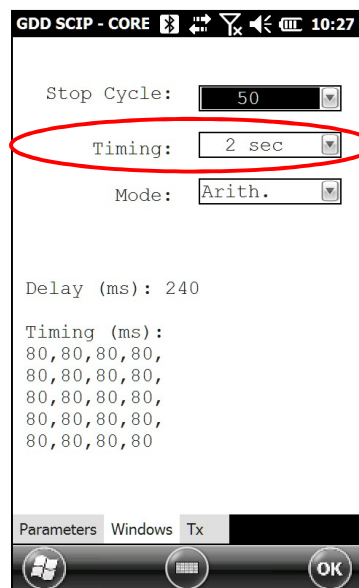 GDD SCIP - CORE 10:27
Stop Cycle: 50
Timing: 2 sec
Mode: Arith.
Delay (ms): 240
Timing (ms):
80,80,80,80,
80,80,80,80,
80,80,80,80,
80,80,80,80,
80,80,80,80
Parameters Windows Tx
OK